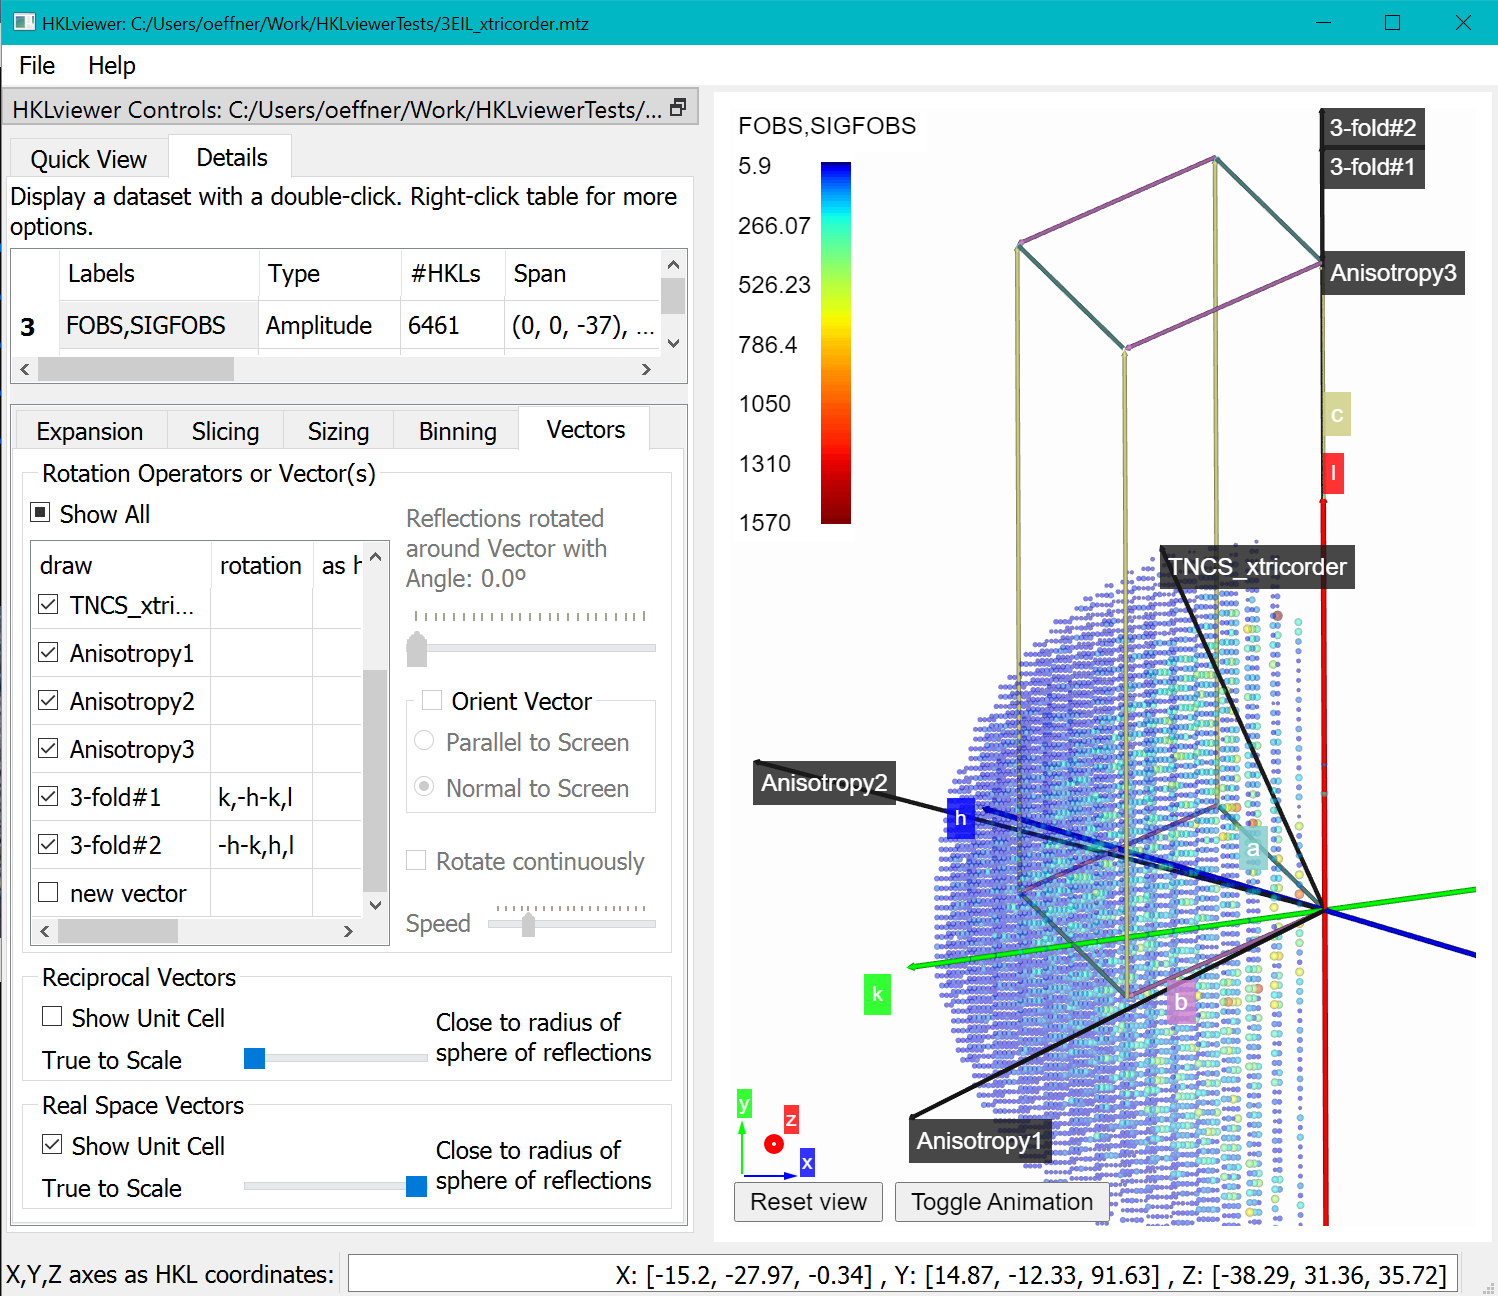 HKLviewer: C:/Users/oeffner/Work/HKLviewerTests/3EIL_xtricorder.mtz
File Help
HKLviewer Controls: C:/Users/oeffner/Work/HKLviewerTests/...
Quick View Details
Display a dataset with a double-click. Right-click table for more
options.
Labels Type #HKLs Span
3 FOBS,SIGFOBS Amplitude 6461 (0, 0, -37), ...
Expansion Slicing Sizing Binning Vectors
Rotation Operators or Vector(s)
Show All
draw rotation as h
TNCS_xtri...
Anisotropy1
Anisotropy2
Anisotropy3
3-fold#1 k,-h-k,l
3-fold#2 -h-k,h,l
new vector
Reflections rotated
around Vector with
Angle: 0.0º
Orient Vector
Parallel to Screen
Normal to Screen
Rotate continuously
Speed
Reciprocal Vectors
Show Unit Cell
True to Scale
Close to radius of
sphere of reflections
Real Space Vectors
Show Unit Cell
True to Scale
Close to radius of
sphere of reflections
FOBS,SIGFOBS
5.9
266.07
526.23
786.4
1050
1310
1570
3-fold#2
3-fold#1
Anisotropy3
c
l
TNCS_xtricorder
Anisotropy2
h
a
k
b
Anisotropy1
y
z
x
Reset view Toggle Animation
X,Y,Z axes as HKL coordinates: X: [-15.2, -27.97, -0.34] , Y: [14.87, -12.33, 91.63] , Z: [-38.29, 31.36, 35.72]